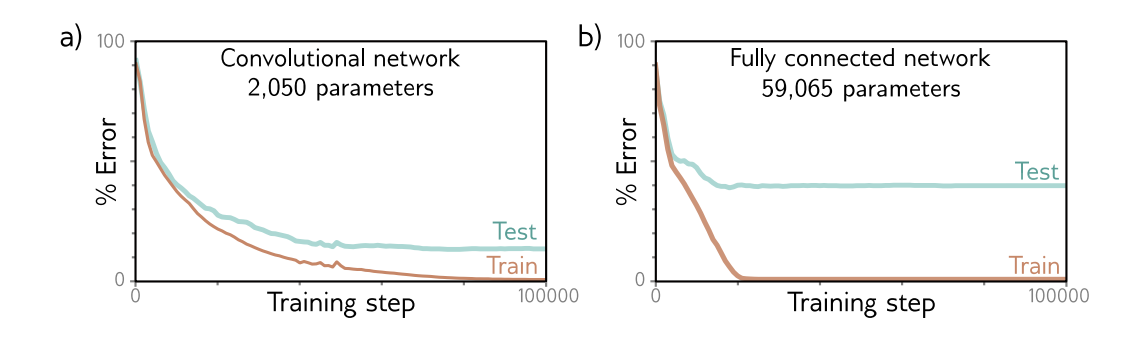 a)
100
Convolutional network
2,050 parameters
% Error
Test
Train
0
0
Training step
100000
b)
100
Fully connected network
59,065 parameters
% Error
Test
Train
0
0
Training step
100000